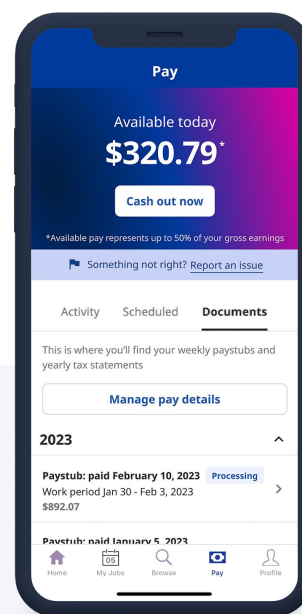 Pay
Available today
$320.79*
Cash out now
*Available pay represents up to 50% of your gross earnings
Something not right? Report an issue
Activity Scheduled Documents
This is where you'll find your weekly paystubs and
yearly tax statements
Manage pay details
2023
Paystub: paid February 10, 2023 Processing
Work period Jan 30 - Feb 3, 2023
$892.07
Paystub: paid January 5, 2023
05
Home My Jobs Browse Pay Profile